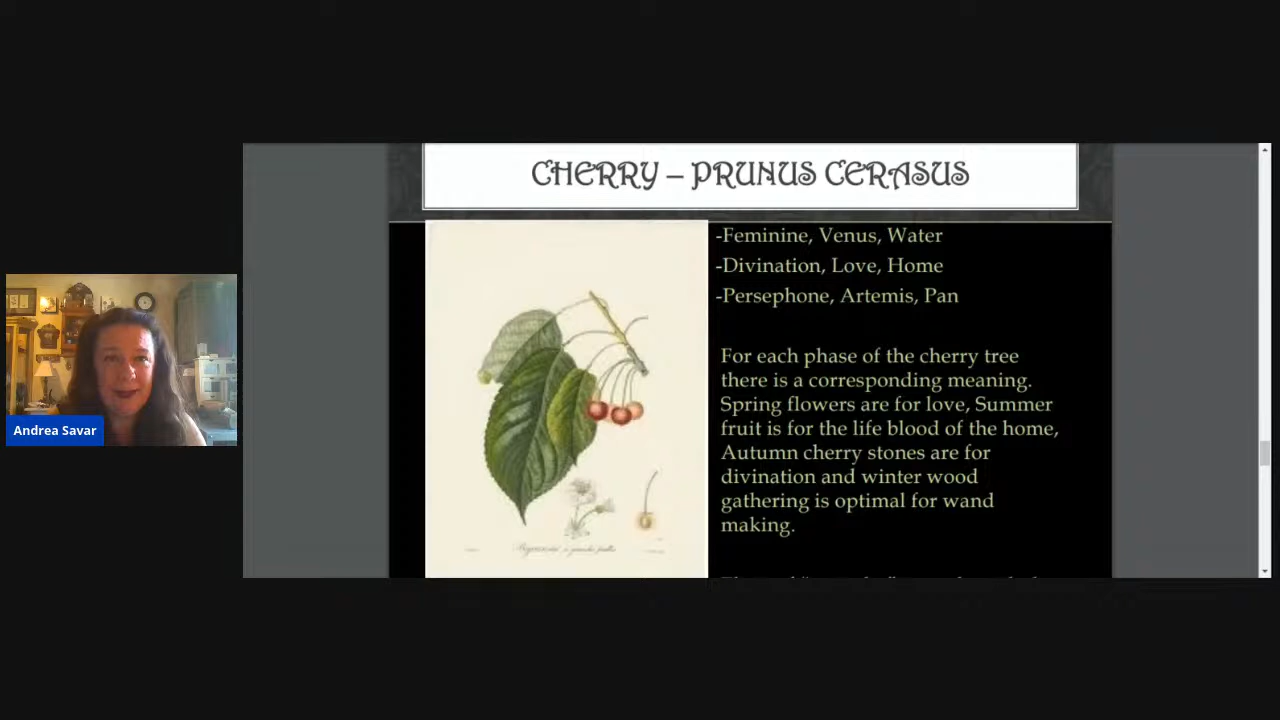 CHERRY – PRUNUS CERASUS
-Feminine, Venus, Water
-Divination, Love, Home
-Persephone, Artemis, Pan
For each phase of the cherry tree
there is a corresponding meaning.
Spring flowers are for love, Summer
fruit is for the life blood of the home,
Autumn cherry stones are for
divination and winter wood
gathering is optimal for wand
making.
Andrea Savar